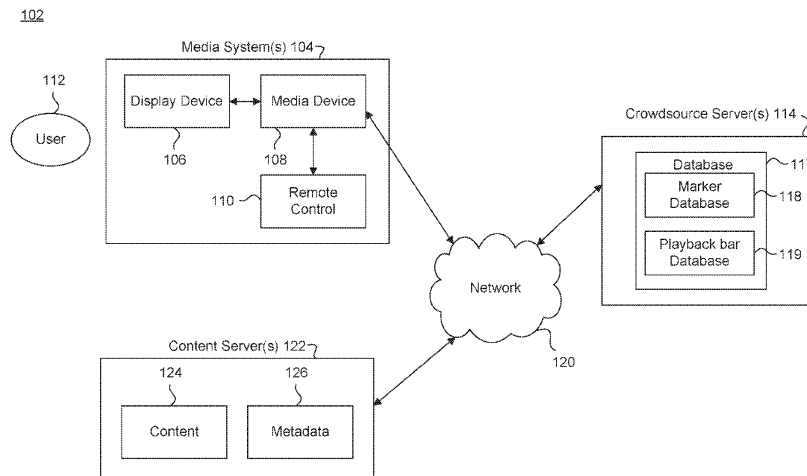 102
Media System(s) 104
112
User
Display Device
Media Device
106
108
110
Remote
Control
Crowdsource Server(s) 114
Database
Marker
Database
118
Playback bar
Database
119
Network
120
Content Server(s) 122
124
126
Content
Metadata